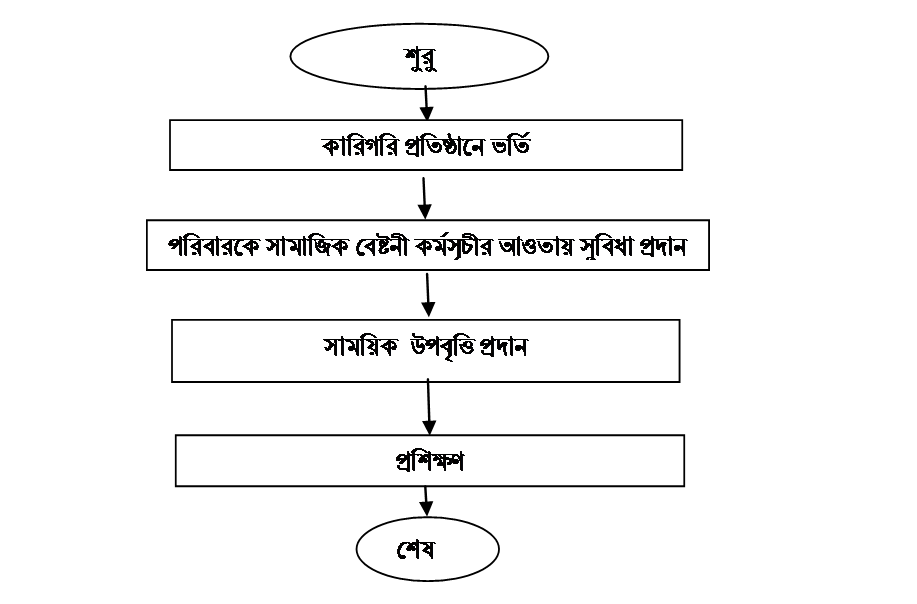 শুরু
কারিগরি প্রতিষ্ঠানে ভর্তি
পরিবারকে সামাজিক বেষ্টনী কর্মসূচীর আওতায় সুবিধা প্রদান
সাময়িক উপবৃত্তি প্রদান
প্রশিক্ষণ
শেষ